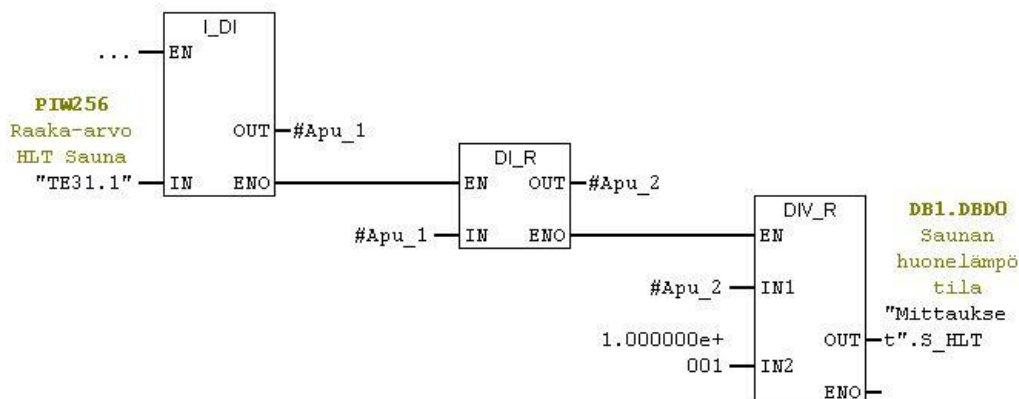 I_DI
... EN
PIW256
Raaka-arvo
HLT Sauna
"TE31.1" IN
OUT #Apu_1
ENO
DI_R
EN OUT #Apu_2
#Apu_1 IN ENO
DIV_R
EN
#Apu_2 IN1
1.000000e+
001 IN2
DB1.DBD0
Saunan
huonelämpö
tila
"Mittaukse
OUT t".S_HLT
ENO